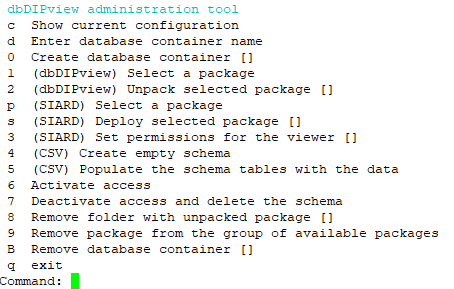 dbDIPview administration tool
c  Show current configuration
d  Enter database container name
0  Create database container []
1  (dbDIPview) Select a package
2  (dbDIPview) Unpack selected package []
p  (SIARD) Select a package
s  (SIARD) Deploy selected package []
3  (SIARD) Set permissions for the viewer []
4  (CSV) Create empty schema
5  (CSV) Populate the schema tables with the data
6  Activate access
7  Deactivate access and delete the schema
8  Remove folder with unpacked package []
9  Remove package from the group of available packages
B  Remove database container []
q  exit
Command: